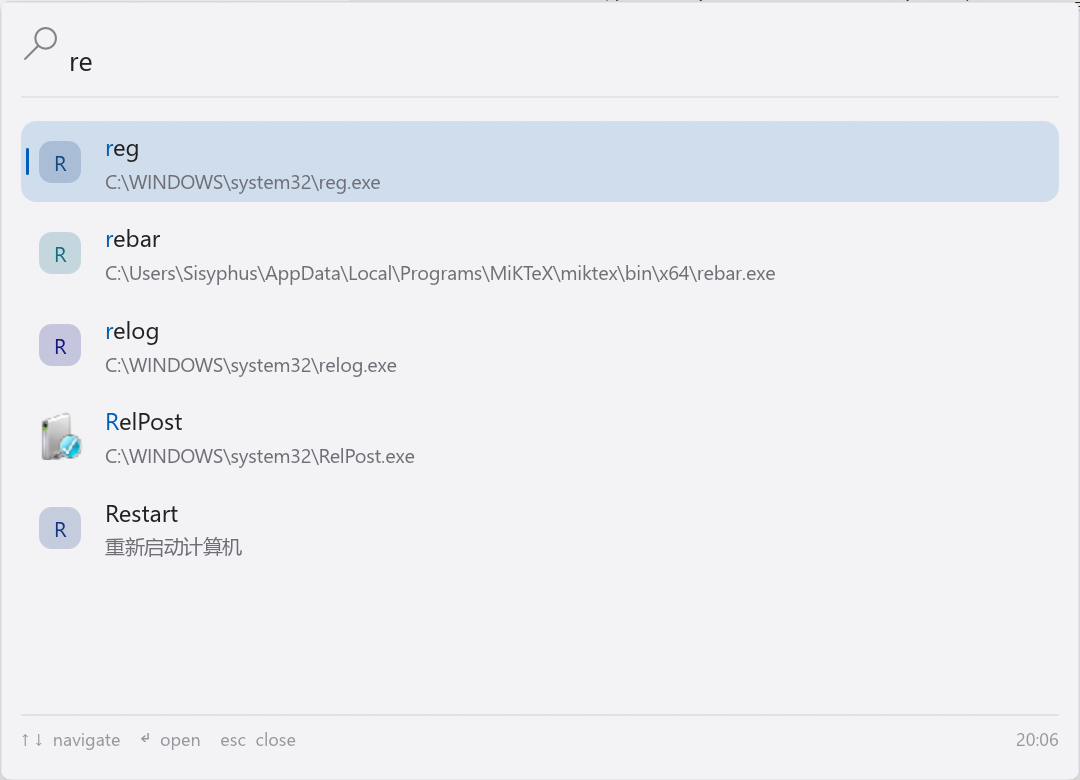 re
R
reg
C:\WINDOWS\system32\reg.exe
R
rebar
C:\Users\Sisyphus\AppData\Local\Programs\MiKTeX\miktex\bin\x64\rebar.exe
R
relog
C:\WINDOWS\system32\relog.exe
RelPost
C:\WINDOWS\system32\RelPost.exe
R
Restart
重新启动计算机
↑↓ navigate ↵ open esc close 20:06